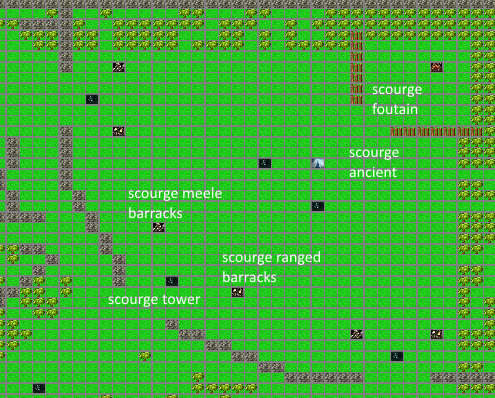 scourge
foutain
scourge
ancient
scourge meele
barracks
scourge ranged
barracks
scourge tower